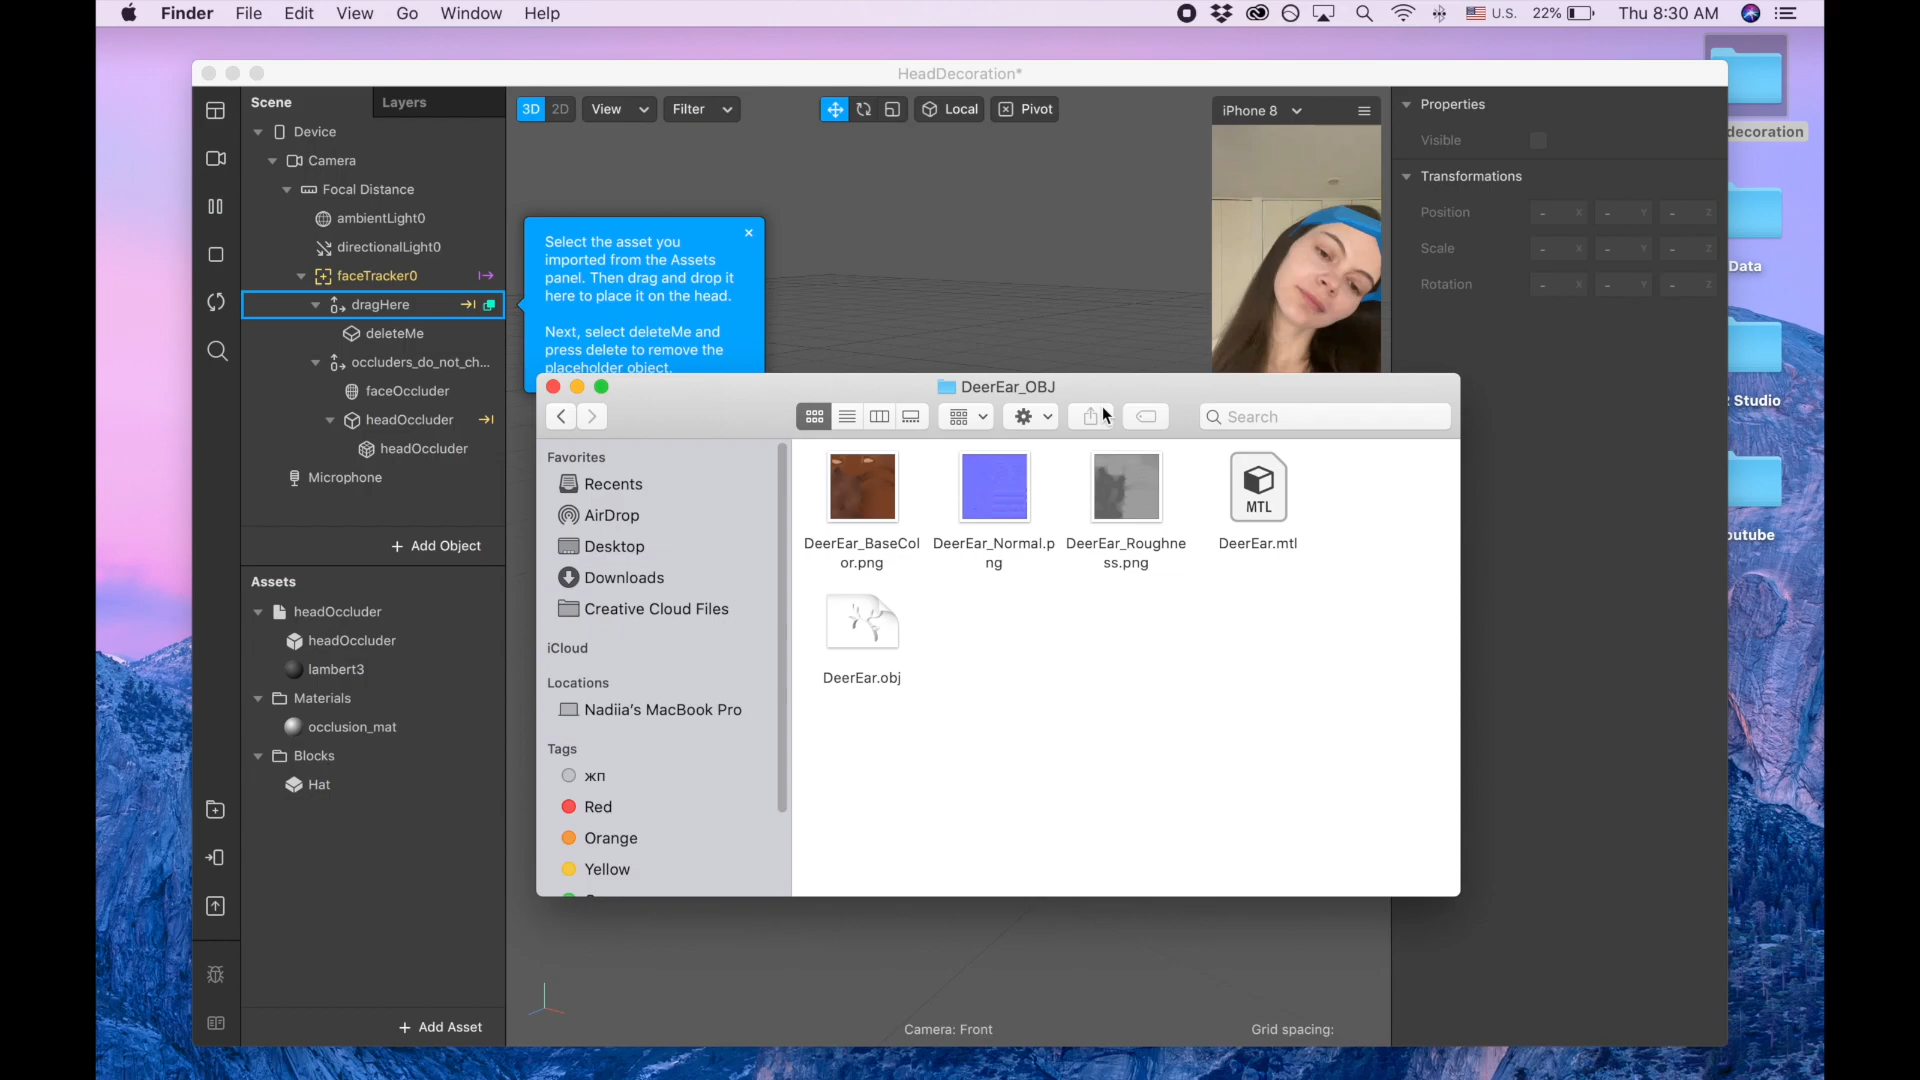 Finder File Edit View Go Window Help
U.S. 22% Thu 8:30 AM
HeadDecoration*
Scene Layers
Device
Camera
Focal Distance
ambientLight0
directionalLight0
faceTracker0
dragHere
deleteMe
occluders_do_not_ch...
faceOccluder
headOccluder
headOccluder
Microphone
+ Add Object
Assets
headOccluder
headOccluder
lambert3
Materials
occlusion_mat
Blocks
Hat
+ Add Asset
3D 2D View Filter Local Pivot
Select the asset you
imported from the Assets
panel. Then drag and drop it
here to place it on the head.
Next, select deleteMe and
press delete to remove the
placeholder object.
iPhone 8
Properties
Visible
Transformations
Position - X - Y - Z
Scale - X - Y - Z
Rotation - X - Y - Z
decoration
Data
Studio
outube
DeerEar_OBJ
Search
Favorites
Recents
AirDrop
Desktop
Downloads
Creative Cloud Files
iCloud
Locations
Nadiia's MacBook Pro
Tags
жп
Red
Orange
Yellow
DeerEar_BaseCol
or.png
DeerEar_Normal.p
ng
DeerEar_Roughne
ss.png
MTL
DeerEar.mtl
DeerEar.obj
Camera: Front
Grid spacing: